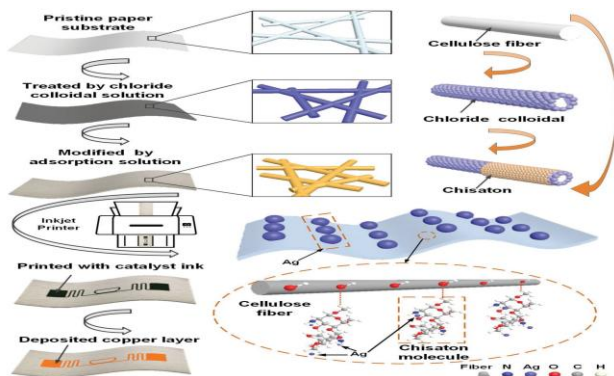 Pristine paper
substrate
Treated by chloride
colloidal solution
Modified by
adsorption solution
Inkjet
Printer
Printed with catalyst ink
Deposited copper layer
Cellulose fiber
Chloride colloidal
Chisaton
Ag
Cellulose
fiber
Ag
Chisaton
molecule
Fiber N Ag O C H